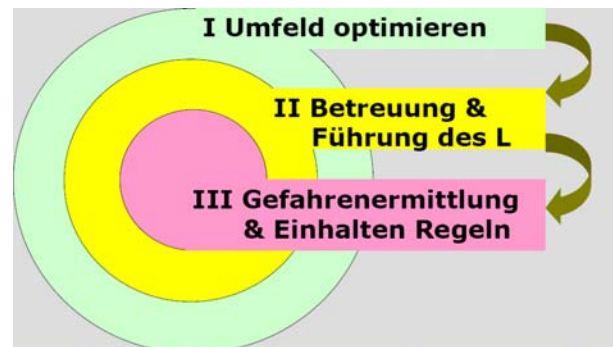 I Umfeld optimieren
II Betreuung &
Führung des L
III Gefahrenermittlung
& Einhalten Regeln